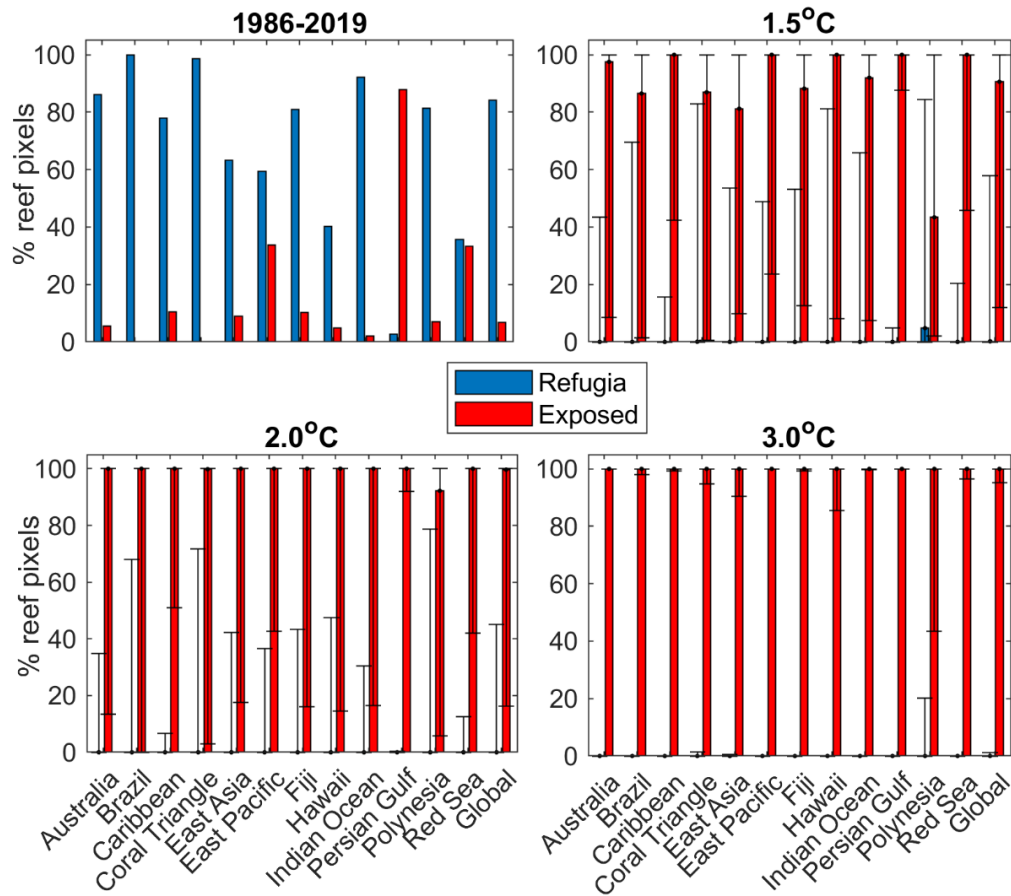 1986-2019
% reef pixels
100
80
60
40
20
0
1.5°C
100
80
60
40
20
0
Refugia
Exposed
2.0°C
% reef pixels
100
80
60
40
20
0
Australia
Brazil
Caribbean
Coral Triangle
East Asia
East Pacific
Fiji
Hawaii
Indian Ocean
Persian Gulf
Polynesia
Red Sea
Global
3.0°C
100
80
60
40
20
0
Australia
Brazil
Caribbean
Coral Triangle
East Asia
East Pacific
Fiji
Hawaii
Indian Ocean
Persian Gulf
Polynesia
Red Sea
Global